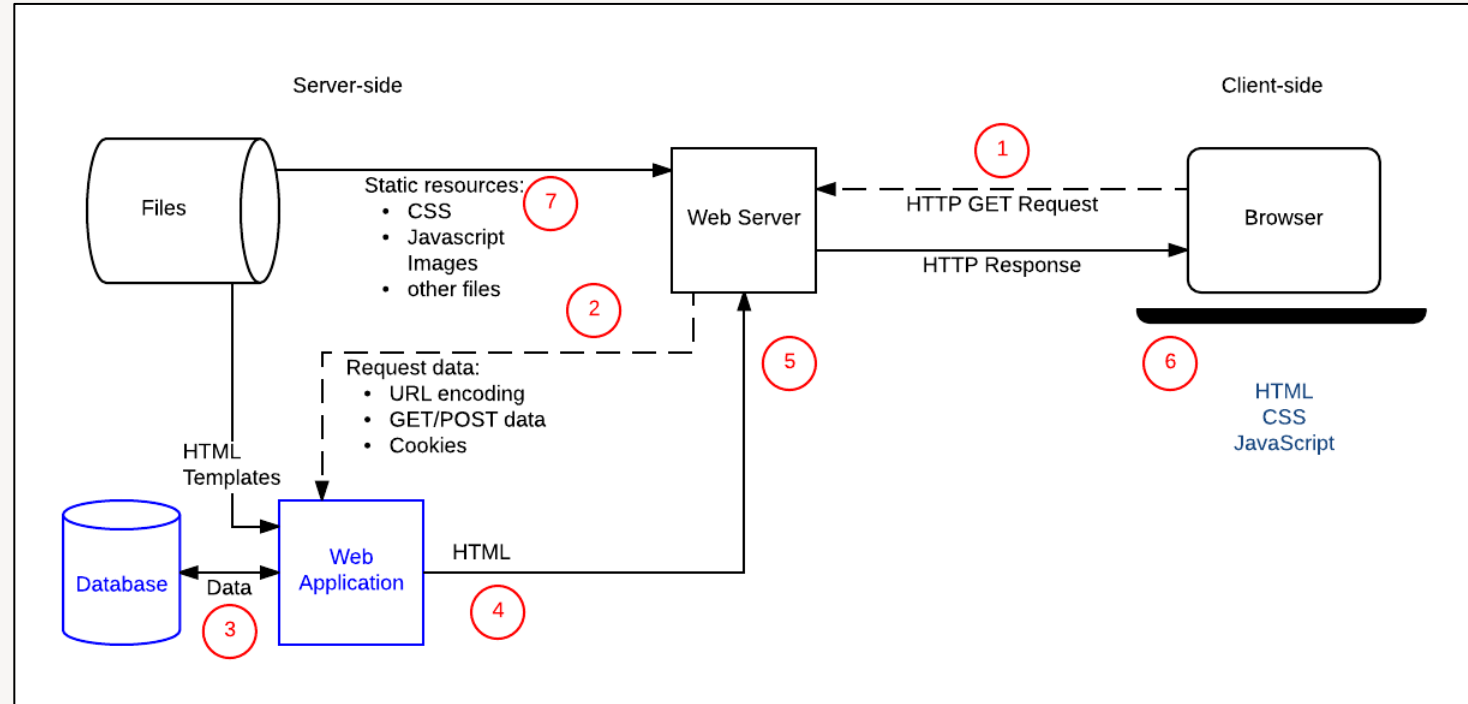 Server-side
Client-side
Files
Static resources:
• CSS
• Javascript
Images
• other files
7
Web Server
1
HTTP GET Request
HTTP Response
Browser
2
Request data:
• URL encoding
• GET/POST data
• Cookies
5
6
HTML
CSS
JavaScript
HTML
Templates
Database
Data
3
Web
Application
HTML
4